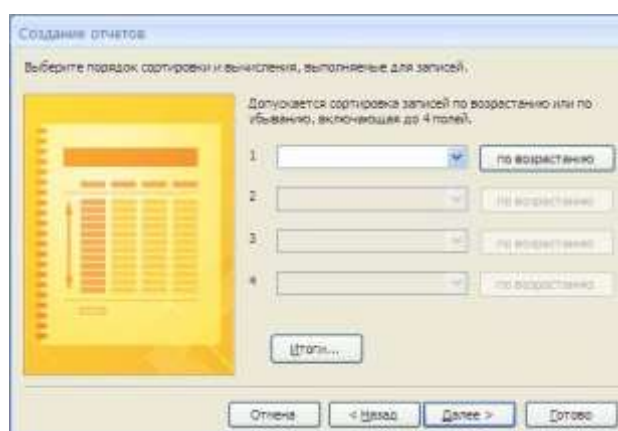 Создание отчетов
Выберите порядок сортировки и вычисления, выполняемые для записей.
Допускается сортировка записей по возрастанию или по
убыванию, включающая до 4 полей.
1 по возрастанию
2 по возрастанию
3 по возрастанию
4 по возрастанию
Итоги...
Отмена < Назад Далее > Готово